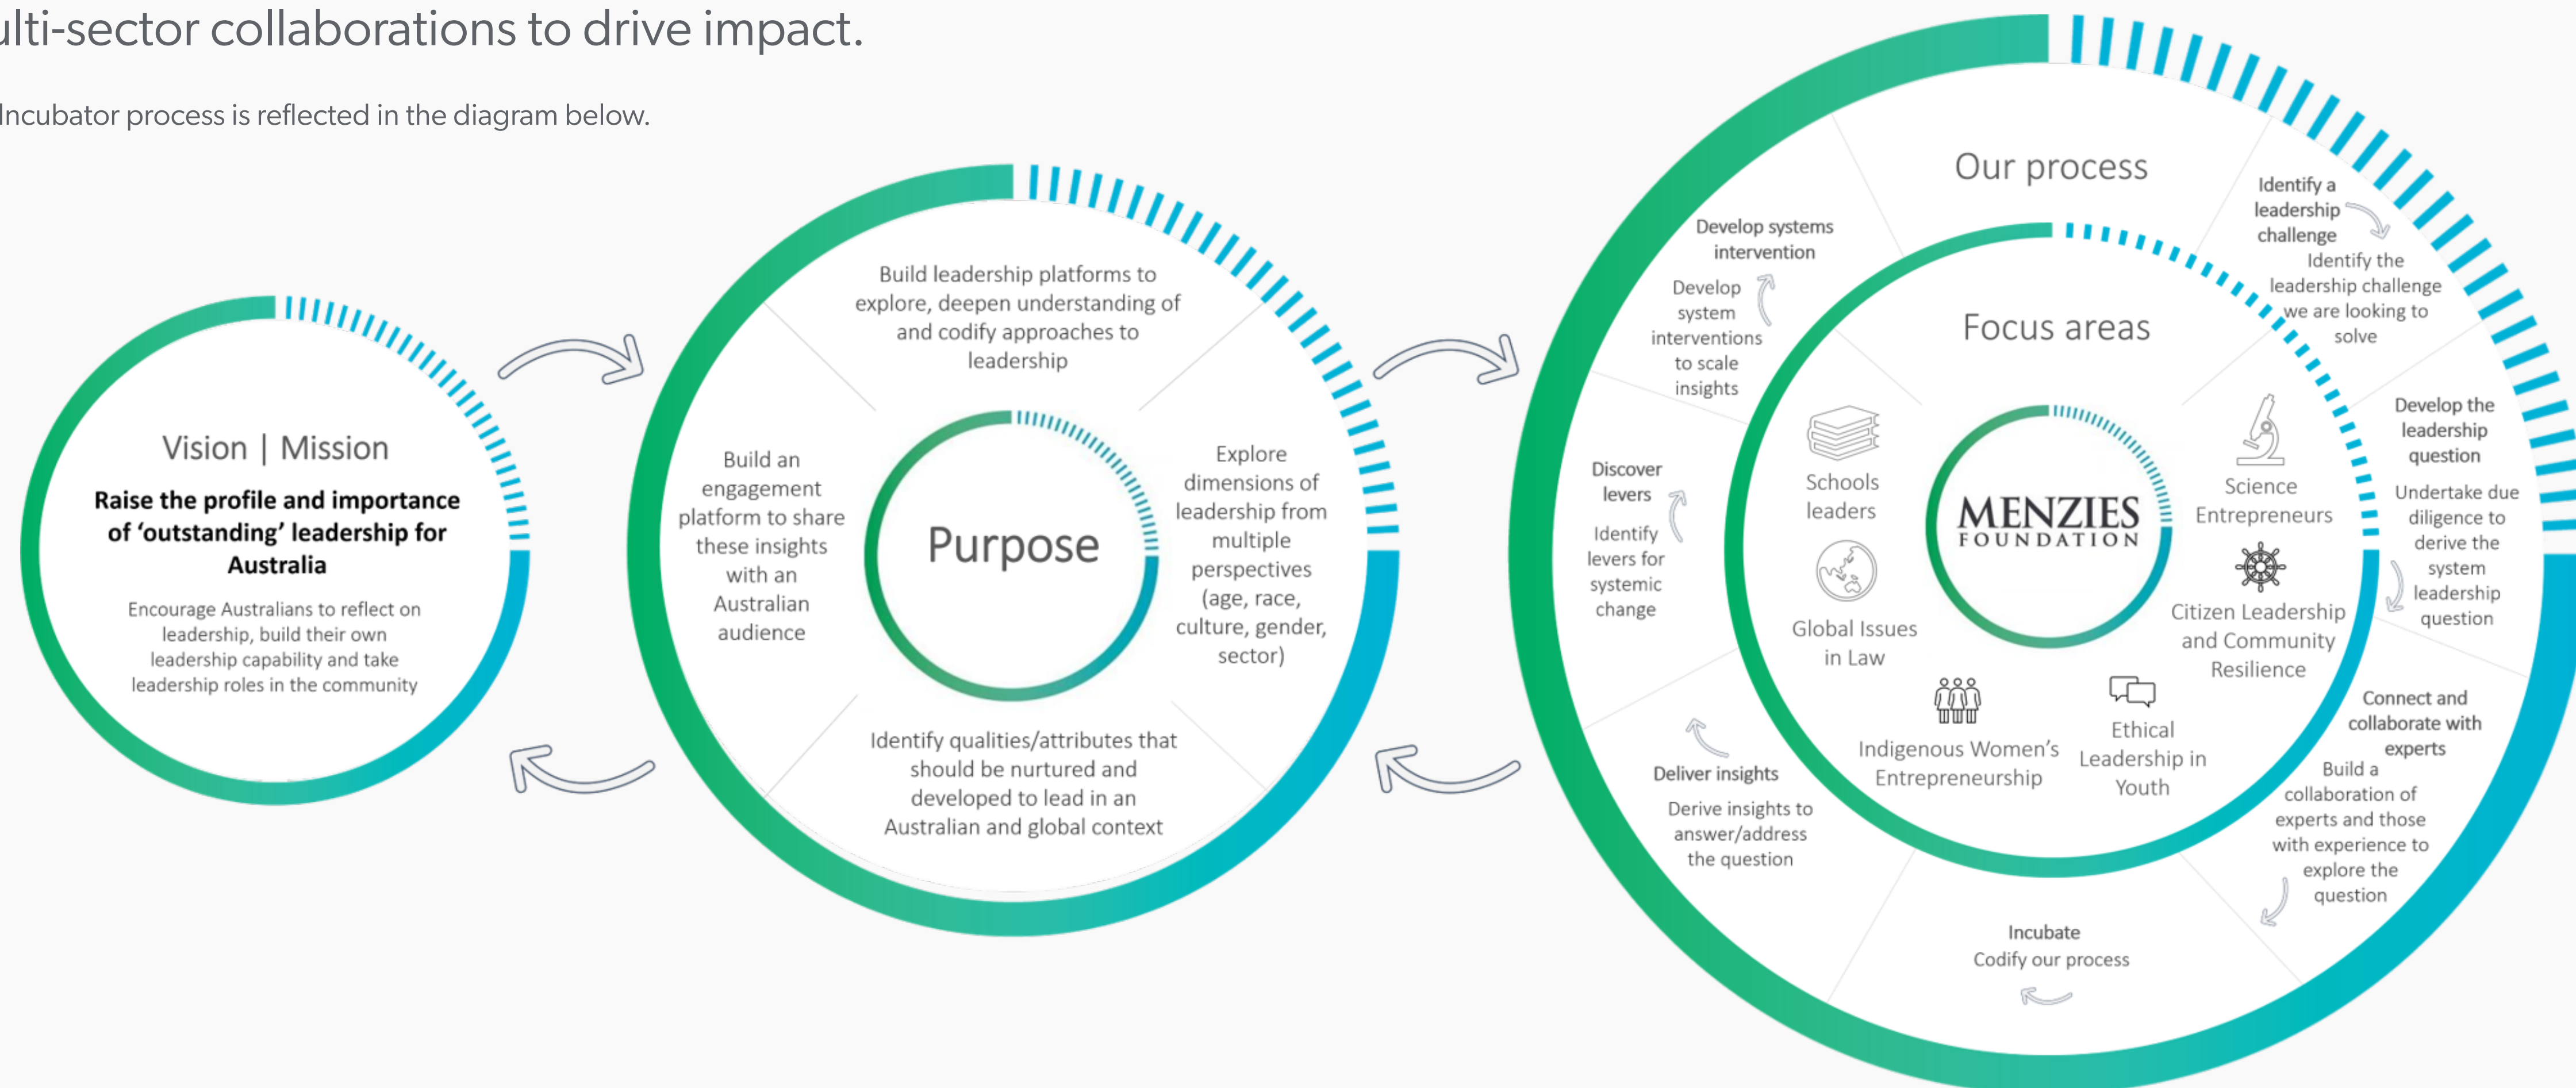 ulti-sector collaborations to drive impact.
Incubator process is reflected in the diagram below.
Vision | Mission
Raise the profile and importance
of ‘outstanding’ leadership for
Australia
Encourage Australians to reflect on
leadership, build their own
leadership capability and take
leadership roles in the community
Build leadership platforms to
explore, deepen understanding of
and codify approaches to
leadership
Explore
dimensions of
leadership from
multiple
perspectives
(age, race,
culture, gender,
sector)
Identify qualities/attributes that
should be nurtured and
developed to lead in an
Australian and global context
Build an
engagement
platform to share
these insights
with an
Australian
audience
Purpose
Our process
Identify a
leadership
challenge
Identify the
leadership challenge
we are looking to
solve
Develop the
leadership
question
Undertake due
diligence to
derive the
system
leadership
question
Connect and
collaborate with
experts
Build a
collaboration of
experts and those
with experience to
explore the
question
Incubate
Codify our process
Deliver insights
Derive insights to
answer/address
the question
Discover
levers
Identify
levers for
systemic
change
Develop systems
intervention
Develop
system
interventions
to scale
insights
Focus areas
Science
Entrepreneurs
Citizen Leadership
and Community
Resilience
Ethical
Leadership in
Youth
Indigenous Women’s
Entrepreneurship
Global Issues
in Law
Schools
leaders
MENZIES
FOUNDATION